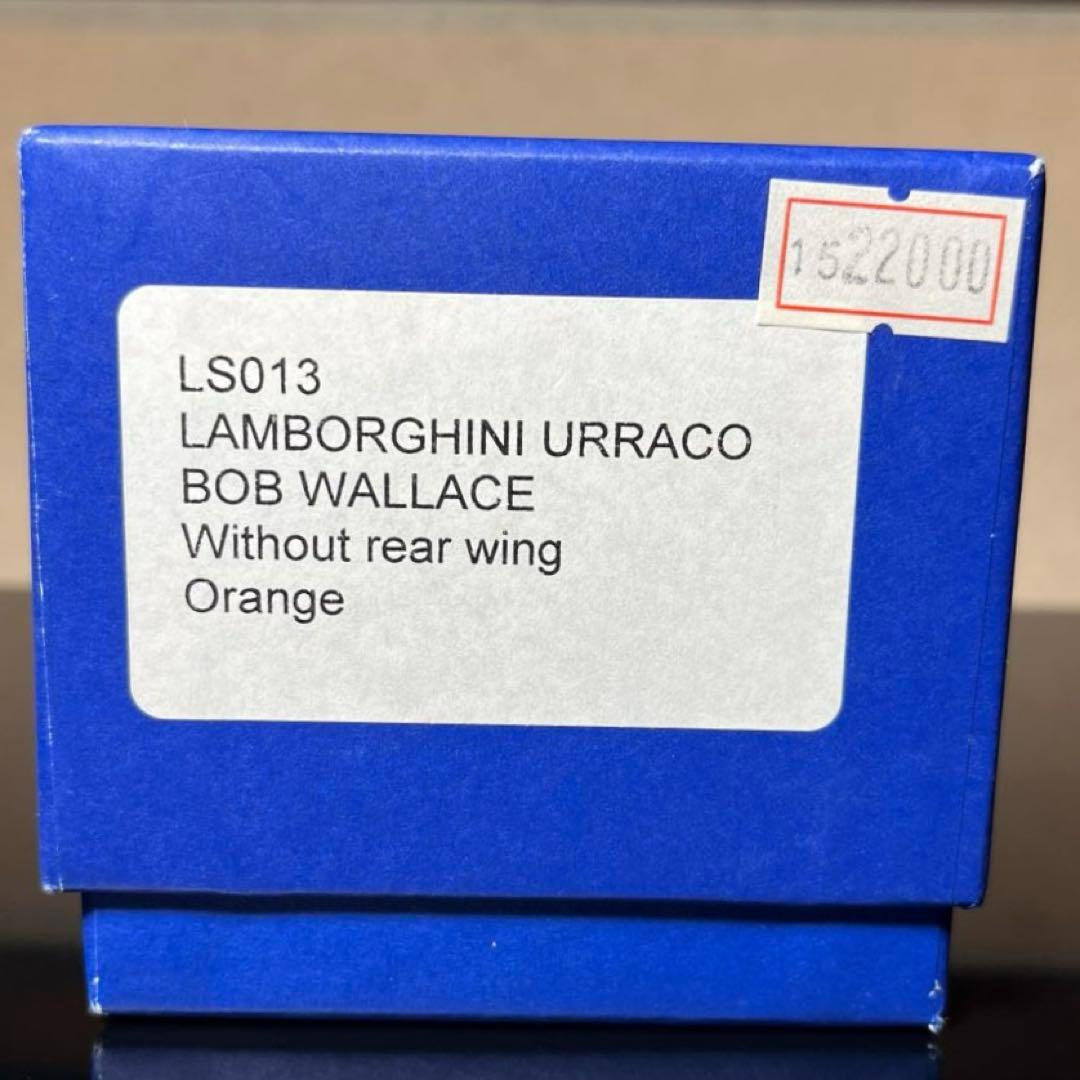 1522000
LS013
LAMBORGHINI URRACO
BOB WALLACE
Without rear wing
Orange